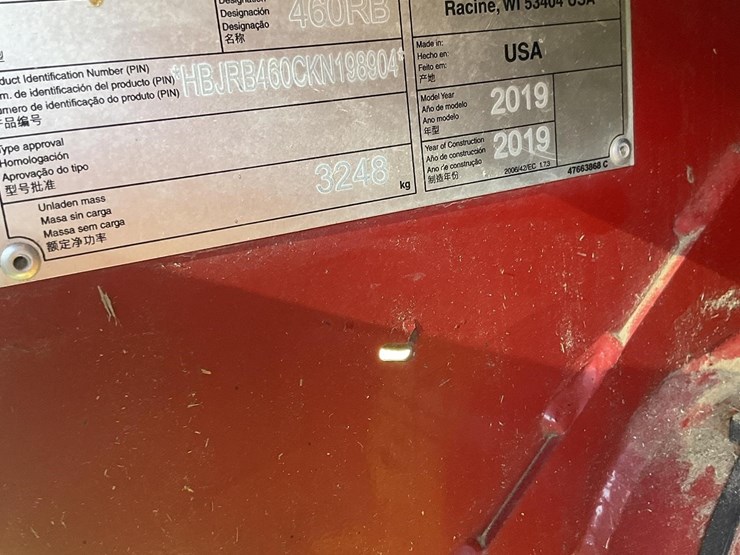 Designación
Designação
名称
460RB
Racine, WI 53404 USA
duct Identification Number (PIN)
m. de identificación del producto (PIN)
úmero de identificação do produto (PIN)
产品编号
*HBJRB460CKN198904*
Made in:
Hecho en:
Feito em:
产地
USA
Type approval
Homologación
Aprovação do tipo
型号批准
Model Year
Año de modelo
Ano modelo
年型
2019
Year of Construction
Año de construcción
Ano de construção
制造年份
2019
Unladen mass
Masa sin carga
Massa sem carga
额定净功率
3248 kg
2006/42/EC 17.3
47663868 C